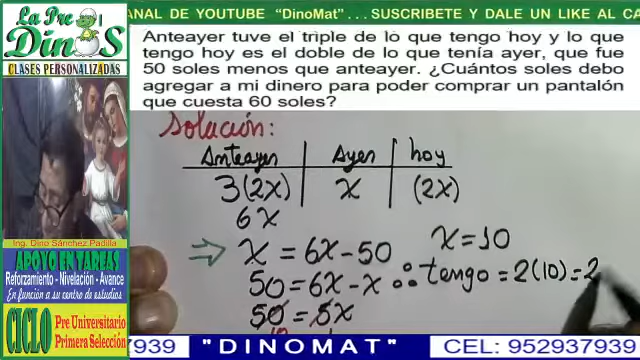 La Pre
Dinos
CLASES PERSONALIZADAS
ANAL DE YOUTUBE "DinoMat"... SUSCRIBETE Y DALE UN LIKE AL CA
Anteayer tuve el triple de lo que tengo hoy y lo que
tengo hoy es el doble de lo que tenía ayer, que fue
50 soles menos que anteayer. ¿Cuántos soles debo
agregar a mi dinero para poder comprar un pantalón
que cuesta 60 soles?
Solución:
Anteayer Ayer hoy
3(2x) x (2x)
6x
⇒ x = 6x - 50
50 = 6x - x
50 = 5x
10 1
x = 10
∴ tengo = 2(10) = 2
Ing. Dino Sánchez Padilla
APOYO EN TAREAS
Reforzamiento - Nivelación - Avance
En función a su centro de estudios
CICLO Pre Universitario
Primera Selección
7939 "DINOMAT" CEL: 952937939